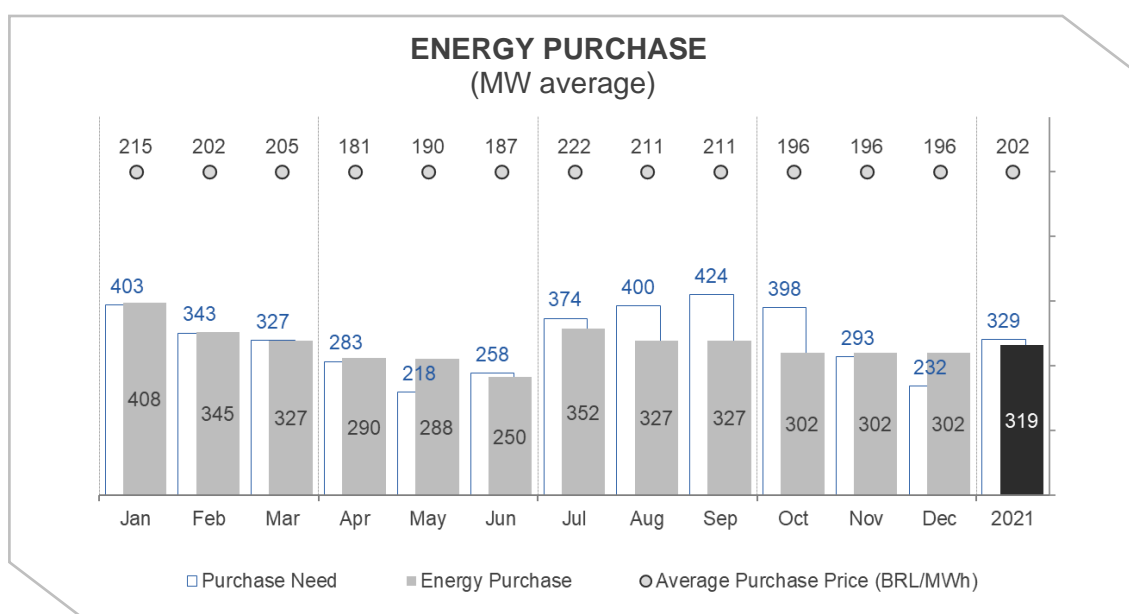 ENERGY PURCHASE
(MW average)
215 202 205 181 190 187 222 211 211 196 196 196 202
403 343 327 283 218 258 374 400 424 398 293 232 329
408 345 327 290 288 250 352 327 327 302 302 302 319
Jan Feb Mar Apr May Jun Jul Aug Sep Oct Nov Dec 2021
Purchase Need Energy Purchase Average Purchase Price (BRL/MWh)